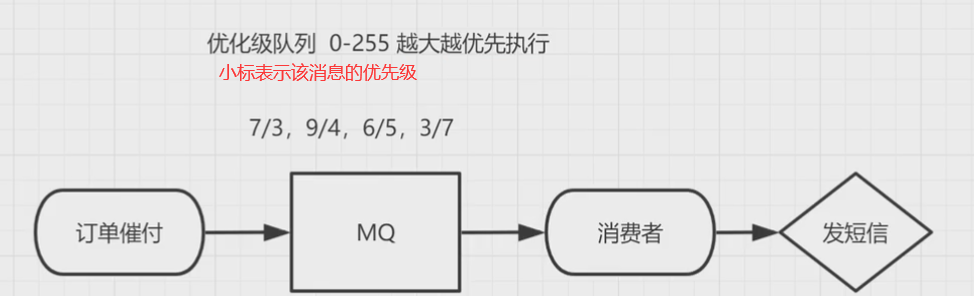 优化级队列 0-255 越大越优先执行
小标表示该消息的优先级
7/3，9/4，6/5，3/7
订单催付
MQ
消费者
发短信